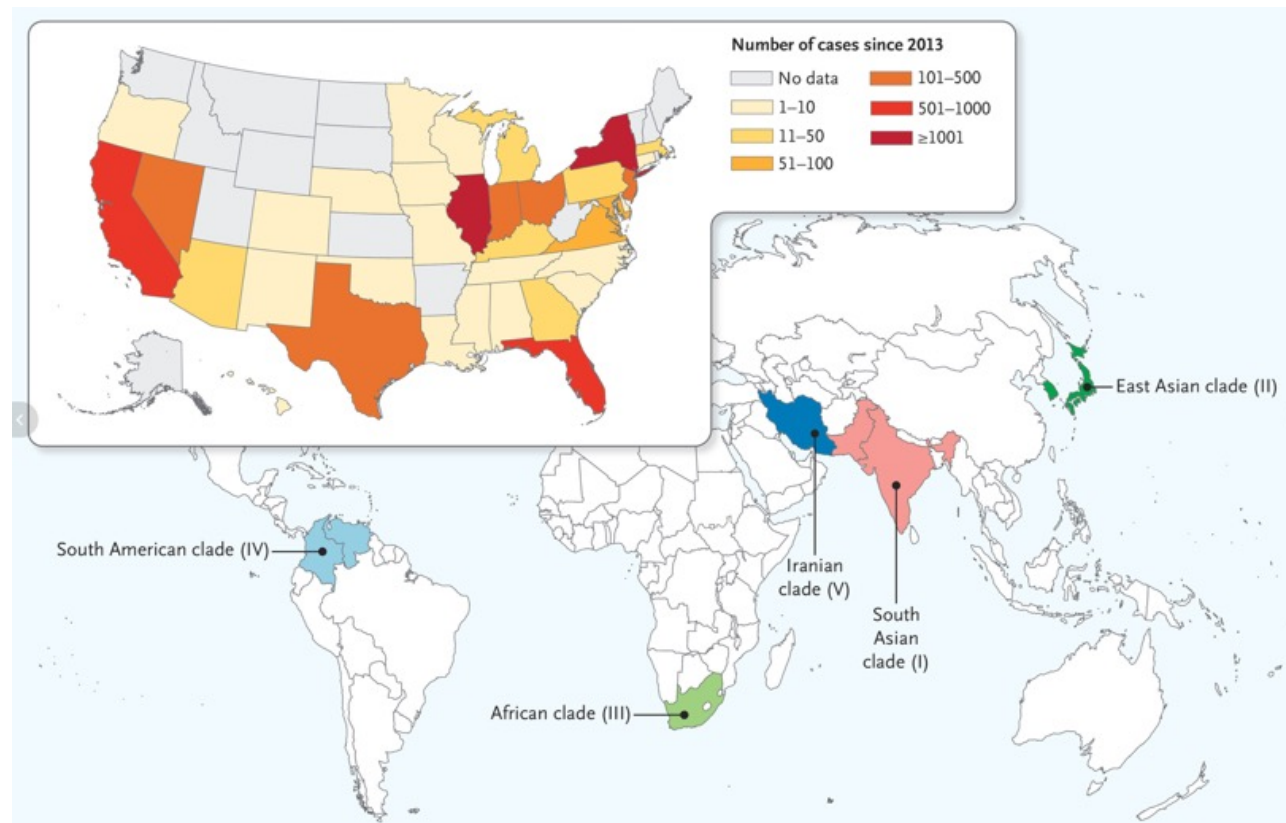 Number of cases since 2013
No data
1–10
11–50
51–100
101–500
501–1000
≥1001
East Asian clade (II)
South American clade (IV)
Iranian
clade (V)
South
Asian
clade (I)
African clade (III)